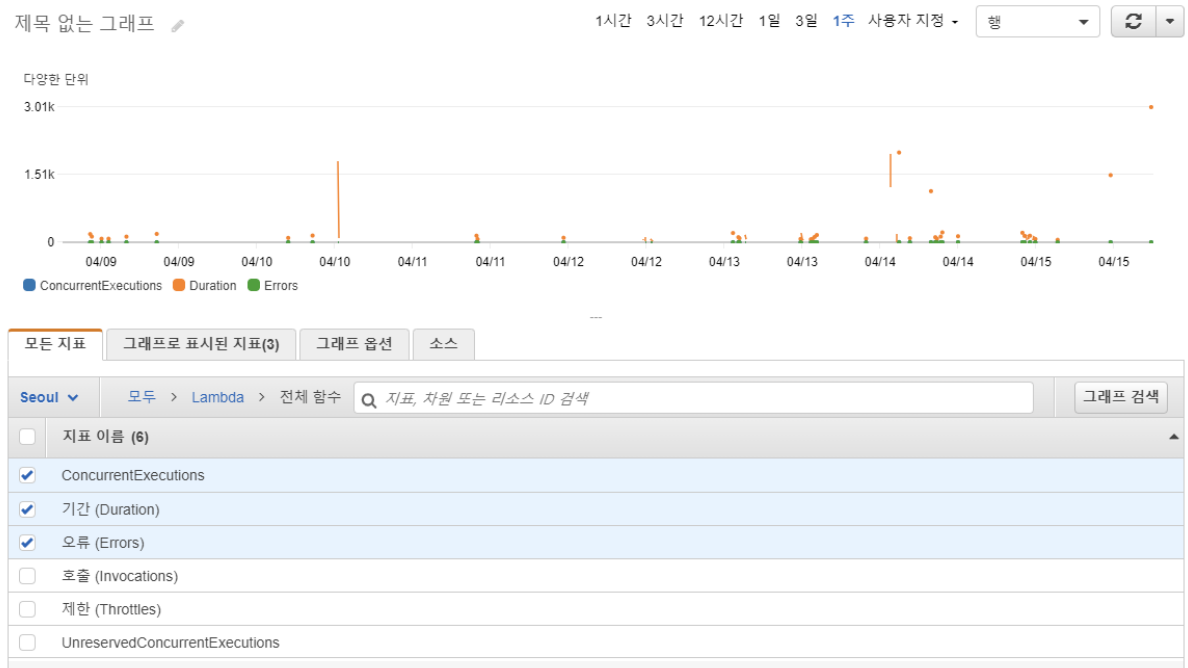 제목 없는 그래프
1시간 3시간 12시간 1일 3일 1주 사용자 지정 행
다양한 단위
3.01k
1.51k
0
04/09 04/09 04/10 04/10 04/11 04/11 04/12 04/12 04/13 04/13 04/14 04/14 04/15 04/15
ConcurrentExecutions Duration Errors
모든 지표 그래프로 표시된 지표(3) 그래프 옵션 소스
Seoul 모두 > Lambda > 전체 함수 지표, 차원 또는 리소스 ID 검색 그래프 검색
지표 이름 (6)
ConcurrentExecutions
기간 (Duration)
오류 (Errors)
호출 (Invocations)
제한 (Throttles)
UnreservedConcurrentExecutions